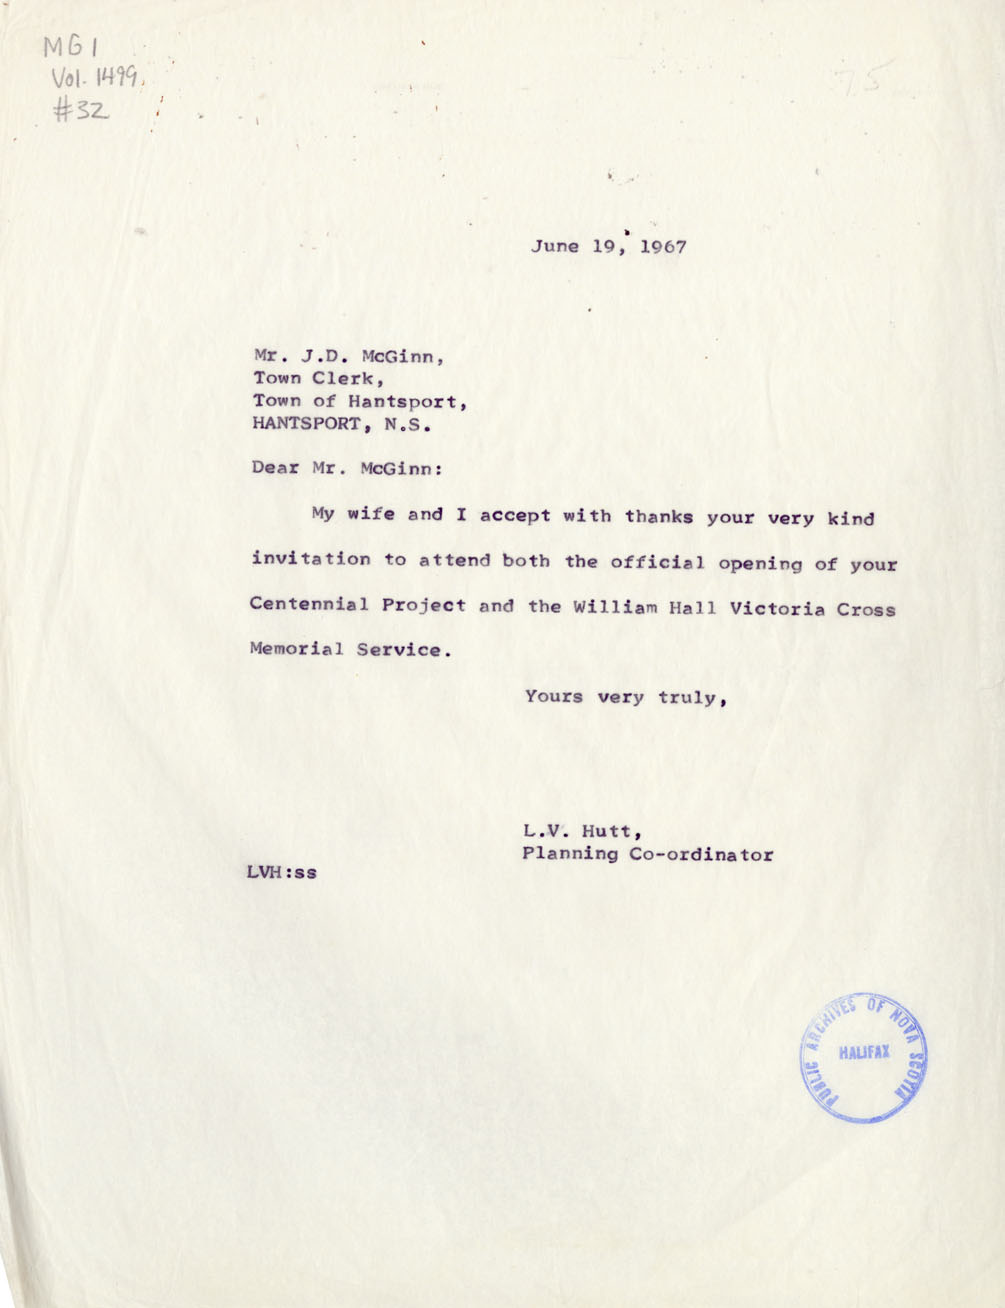 MG 1
Vol. 1499
#32
75
June 19, 1967
Mr. J.D. McGinn,
Town Clerk,
Town of Hantsport,
HANTSPORT, N.S.
Dear Mr. McGinn:
My wife and I accept with thanks your very kind
invitation to attend both the official opening of your
Centennial Project and the William Hall Victoria Cross
Memorial Service.
Yours very truly,
L.V. Hutt,
Planning Co-ordinator
LVH:ss
PUBLIC ARCHIVES OF NOVA SCOTIA
HALIFAX